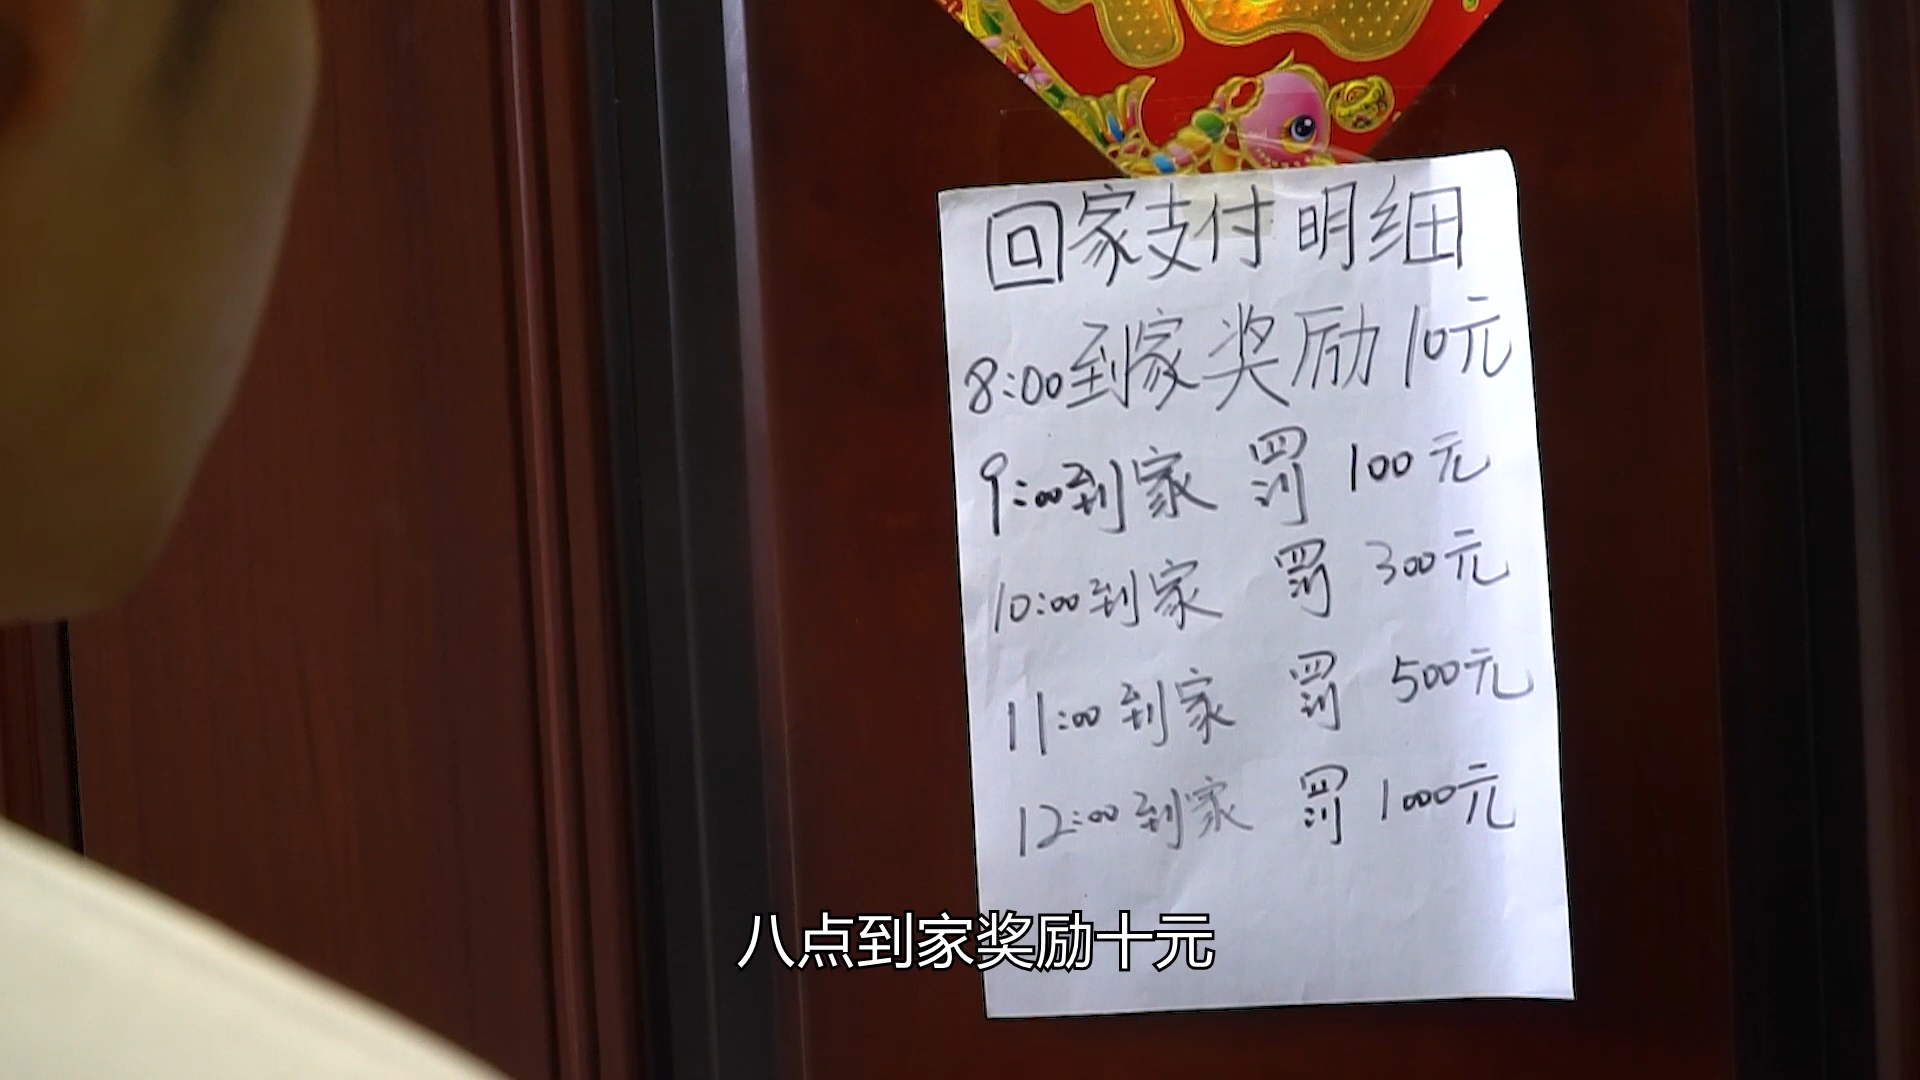 回家支付明细
8:00到家奖励10元
9:00到家 罚 100元
10:00到家 罚 300元
11:00到家 罚 500元
12:00到家 罚 1000元
八点到家奖励十元